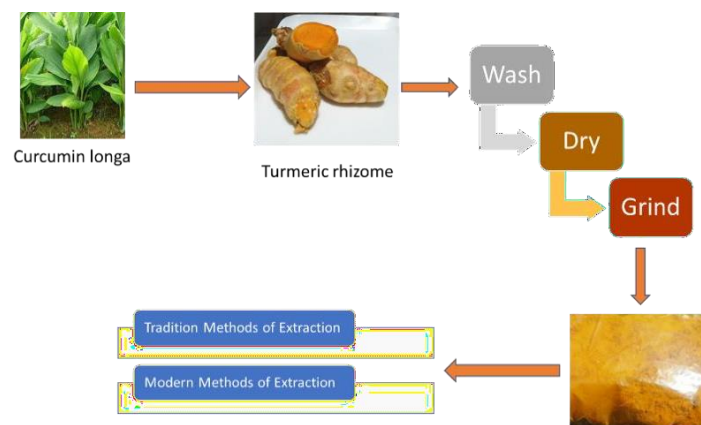 Curcumin longa
Turmeric rhizome
Wash
Dry
Grind
Tradition Methods of Extraction
Modern Methods of Extraction